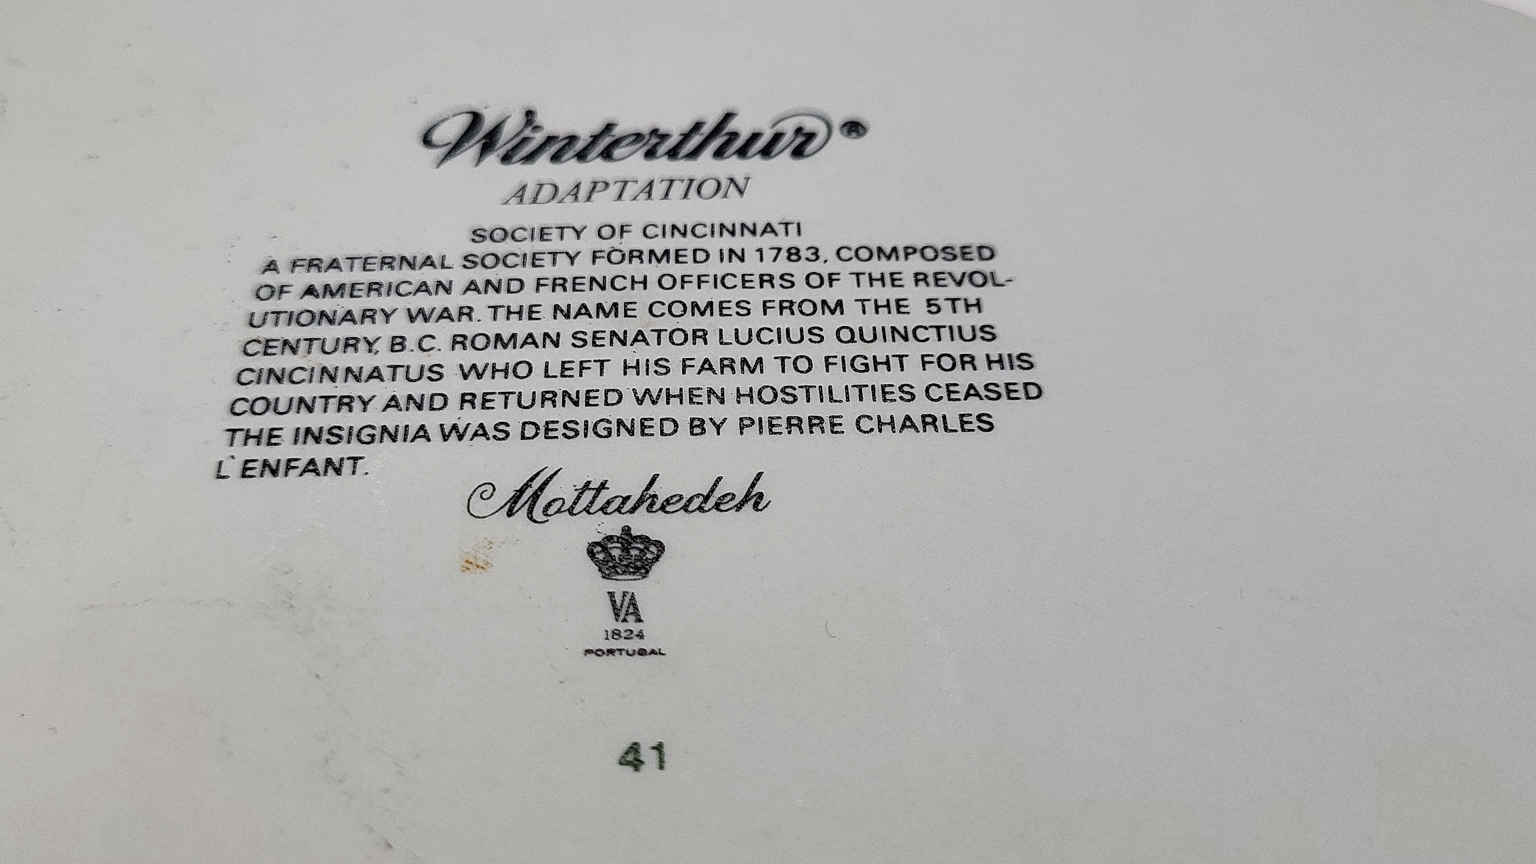 Winterthur®
ADAPTATION
SOCIETY OF CINCINNATI
A FRATERNAL SOCIETY FORMED IN 1783, COMPOSED
OF AMERICAN AND FRENCH OFFICERS OF THE REVOL-
UTIONARY WAR. THE NAME COMES FROM THE 5TH
CENTURY, B.C. ROMAN SENATOR LUCIUS QUINCTIUS
CINCINNATUS WHO LEFT HIS FARM TO FIGHT FOR HIS
COUNTRY AND RETURNED WHEN HOSTILITIES CEASED
THE INSIGNIA WAS DESIGNED BY PIERRE CHARLES
L'ENFANT.
Mottahedeh
VA
1824
PORTUGAL
41